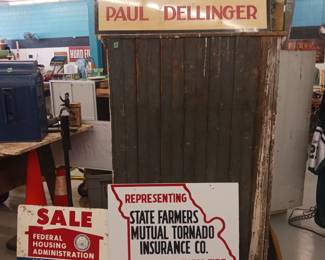 PAUL DELLINGER
REPRESENTING
STATE FARMERS
MUTUAL TORNADO
INSURANCE CO.
SALE
FEDERAL
HOUSING
ADMINISTRATION